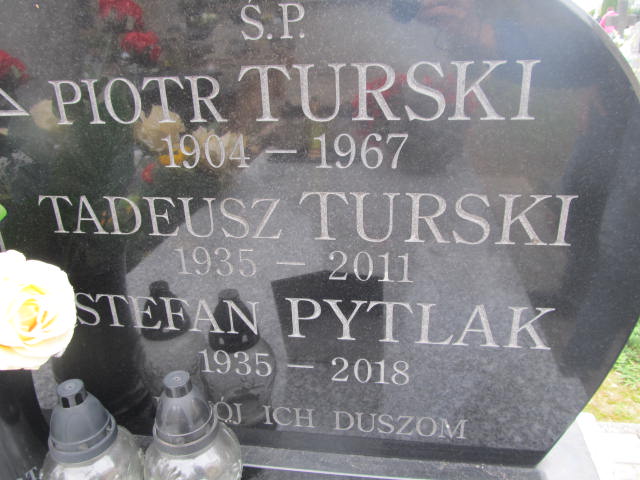 Ś.P.
PIOTR TURSKI
1904 – 1967
TADEUSZ TURSKI
1935 – 2011
STEFAN PYTLAK
1935 – 2018
ICH DUSZOM